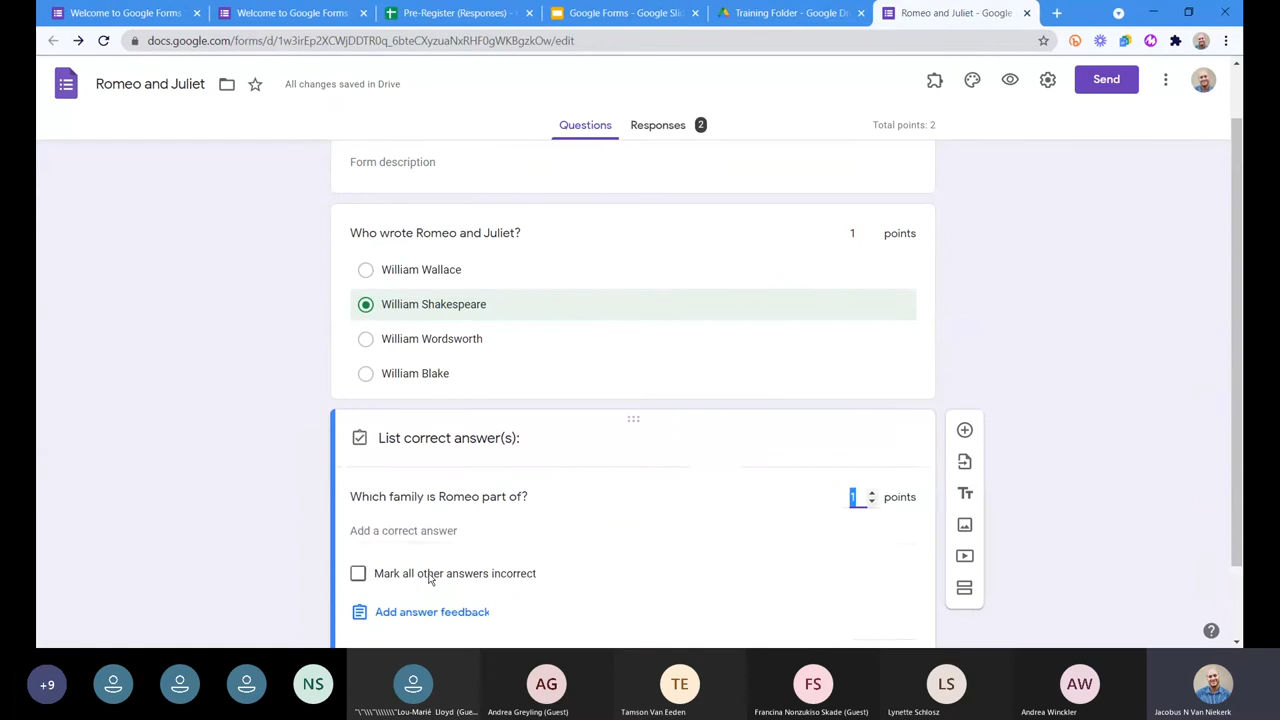 Welcome to Google Forms
Welcome to Google Forms
Pre-Register (Responses) -
Google Forms - Google Sli
Training Folder - Google D
Romeo and Juliet - Google
docs.google.com/forms/d/1w3irEp2XCWjDDTR0q_6bteCXyzuaNxRHF0gWKBgzkOw/edit
Romeo and Juliet
All changes saved in Drive
Send
Questions
Responses 2
Total points: 2
Form description
Who wrote Romeo and Juliet?
1 points
William Wallace
William Shakespeare
William Wordsworth
William Blake
List correct answer(s):
Which family is Romeo part of?
1 points
Add a correct answer
Mark all other answers incorrect
Add answer feedback
+9
NS
AG
TE
FS
LS
AW
"\"\\\"\\\\\\\"Lou-Marié Lloyd (Gue...
Andrea Greyling (Guest)
Tamson Van Eeden
Francina Nonzukiso Skade (Guest)
Lynette Schlosz
Andrea Winckler
Jacobus N Van Niekerk